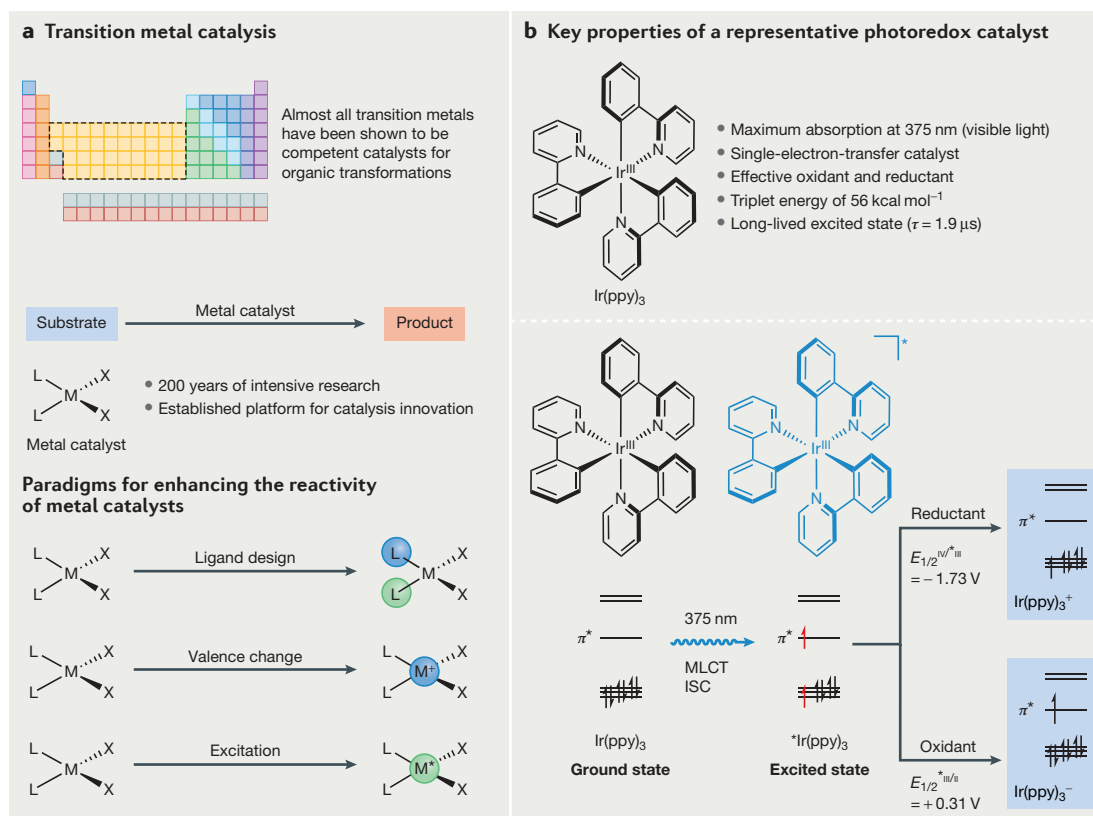 a Transition metal catalysis
Almost all transition metals
have been shown to be
competent catalysts for
organic transformations
Substrate
Metal catalyst
Product
L
X
M
L
X
Metal catalyst
• 200 years of intensive research
• Established platform for catalysis innovation
Paradigms for enhancing the reactivity
of metal catalysts
L
X
M
L
X
Ligand design
L
X
M
L
X
L
X
M
L
X
Valence change
L
X
M⁺
L
X
L
X
M
L
X
Excitation
L
X
M*
L
X
b Key properties of a representative photoredox catalyst
N
N
Irᴵᴵᴵ
N
Ir(ppy)₃
• Maximum absorption at 375 nm (visible light)
• Single-electron-transfer catalyst
• Effective oxidant and reductant
• Triplet energy of 56 kcal mol⁻¹
• Long-lived excited state (τ = 1.9 μs)
N
N
Irᴵᴵᴵ
N
*
N
N
Irᴵᴵᴵ
N
π*
Ir(ppy)₃
Ground state
375 nm
MLCT
ISC
π*
*Ir(ppy)₃
Excited state
Reductant
E₁/₂ᴵⱽ/*ᴵᴵᴵ
= – 1.73 V
π*
Ir(ppy)₃⁺
Oxidant
E₁/₂*ᴵᴵᴵ/ᴵᴵ
= + 0.31 V
π*
Ir(ppy)₃⁻